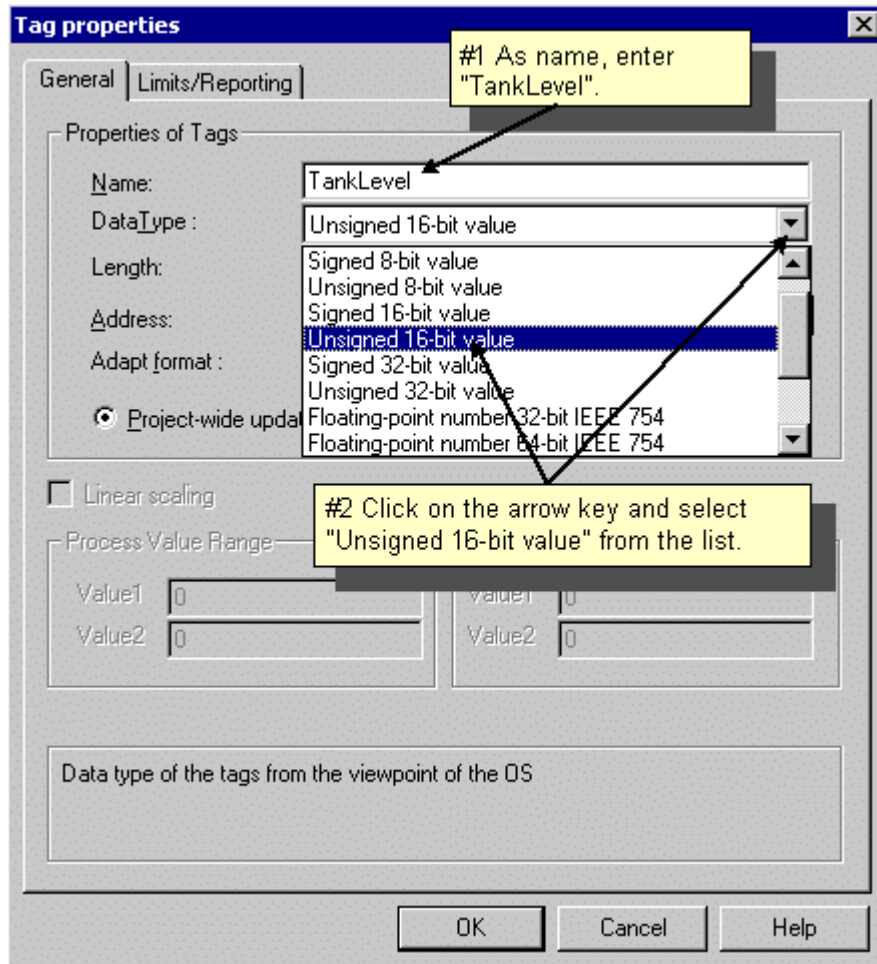 Tag properties
#1 As name, enter
"TankLevel".
General
Limits/Reporting
Properties of Tags
Name:
TankLevel
DataType :
Unsigned 16-bit value
Length:
Signed 8-bit value
Unsigned 8-bit value
Address:
Signed 16-bit value
Unsigned 16-bit value
Adapt format :
Signed 32-bit value
Unsigned 32-bit value
Project-wide updat
Floating-point number 32-bit IEEE 754
Floating-point number 64-bit IEEE 754
Linear scaling
#2 Click on the arrow key and select
"Unsigned 16-bit value" from the list.
Process Value Range
Value1 0
Value1 0
Value2 0
Value2 0
Data type of the tags from the viewpoint of the OS
OK
Cancel
Help